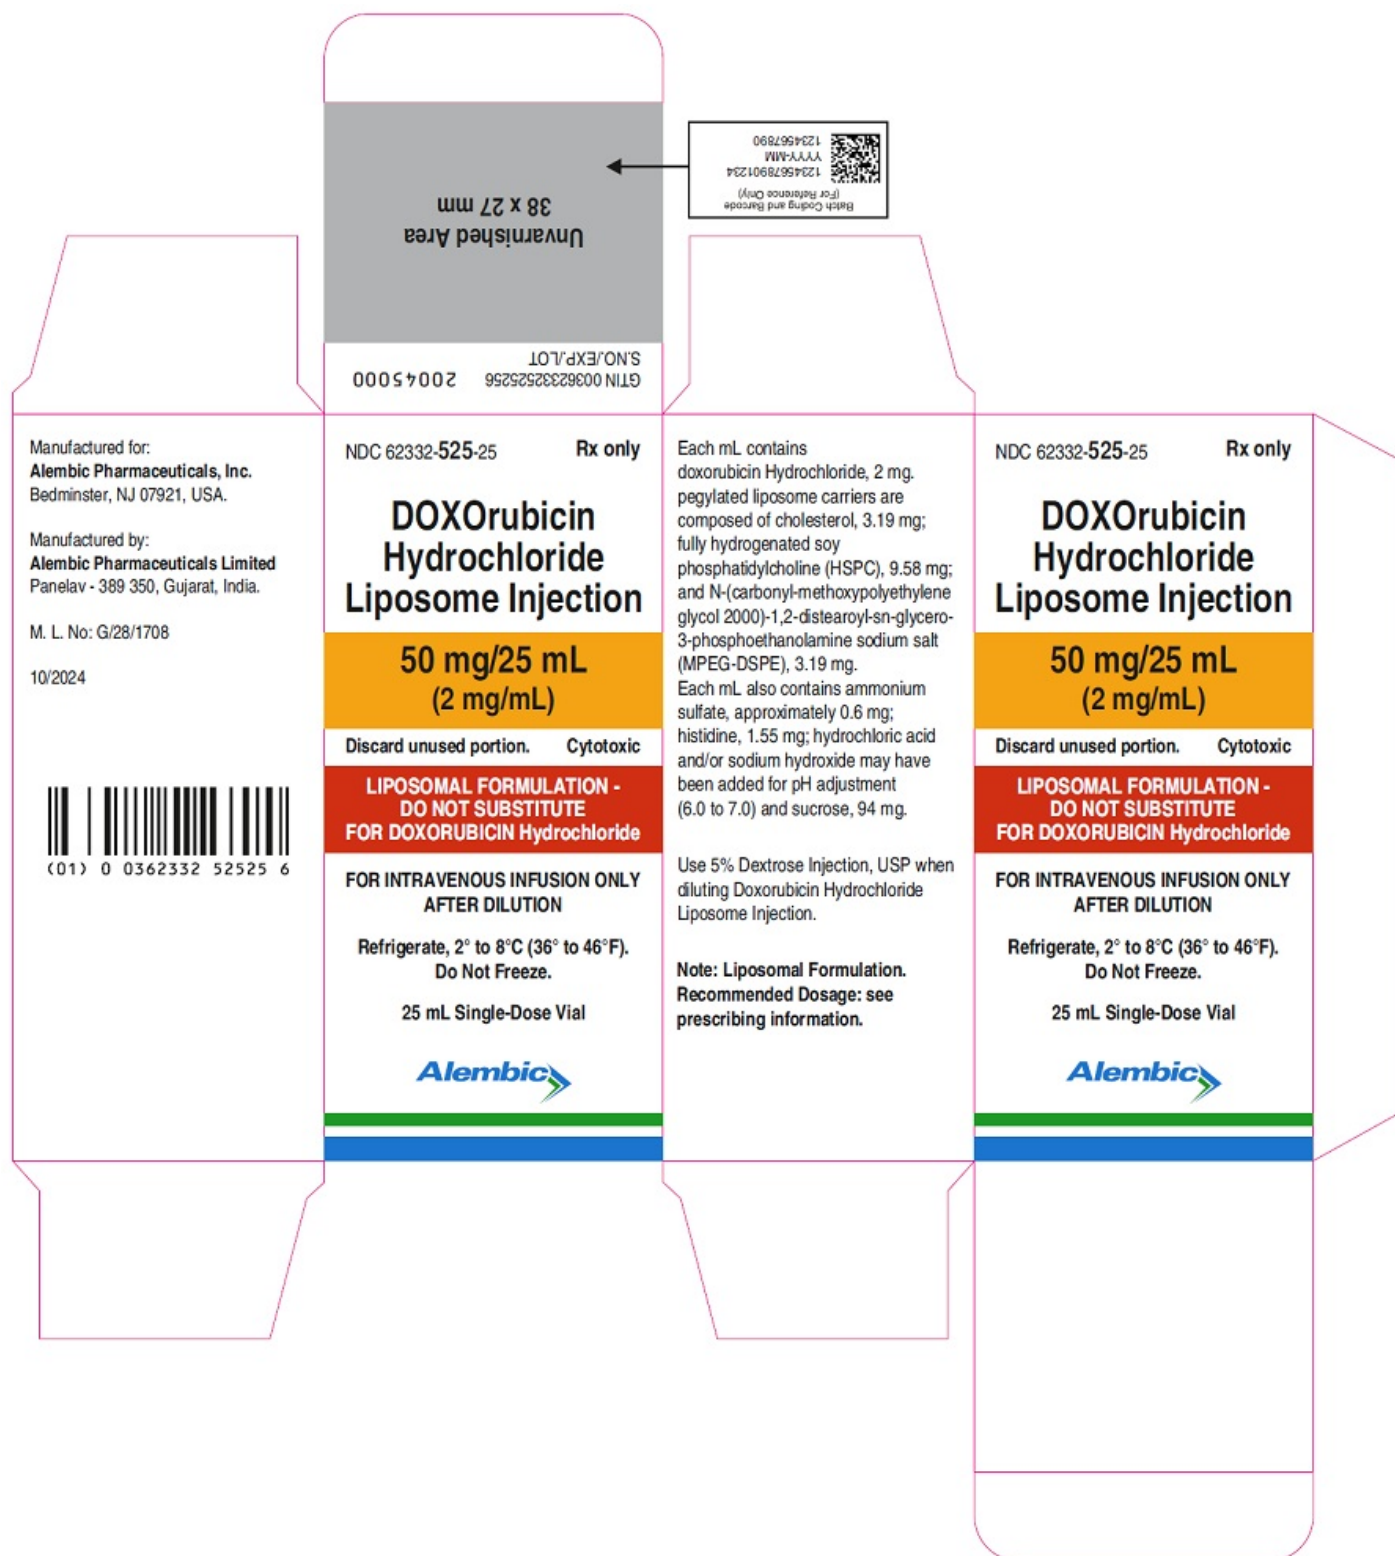 Batch Coding and Barcode
(For Reference Only)
12345678901234
YYYY-MM
1234567890
Unvarnished Area
38 x 27 mm
GTIN 00362332525256
S.NO./EXP./LOT
20045000
Manufactured for:
Alembic Pharmaceuticals, Inc.
Bedminster, NJ 07921, USA.
Manufactured by:
Alembic Pharmaceuticals Limited
Panelav - 389 350, Gujarat, India.
M. L. No: G/28/1708
10/2024
(01) 0 0362332 52525 6
NDC 62332-525-25 Rx only
DOXOrubicin
Hydrochloride
Liposome Injection
50 mg/25 mL
(2 mg/mL)
Discard unused portion. Cytotoxic
LIPOSOMAL FORMULATION -
DO NOT SUBSTITUTE
FOR DOXORUBICIN Hydrochloride
FOR INTRAVENOUS INFUSION ONLY
AFTER DILUTION
Refrigerate, 2° to 8°C (36° to 46°F).
Do Not Freeze.
25 mL Single-Dose Vial
Alembic
Each mL contains
doxorubicin Hydrochloride, 2 mg.
pegylated liposome carriers are
composed of cholesterol, 3.19 mg;
fully hydrogenated soy
phosphatidylcholine (HSPC), 9.58 mg;
and N-(carbonyl-methoxypolyethylene
glycol 2000)-1,2-distearoyl-sn-glycero-
3-phosphoethanolamine sodium salt
(MPEG-DSPE), 3.19 mg.
Each mL also contains ammonium
sulfate, approximately 0.6 mg;
histidine, 1.55 mg; hydrochloric acid
and/or sodium hydroxide may have
been added for pH adjustment
(6.0 to 7.0) and sucrose, 94 mg.
Use 5% Dextrose Injection, USP when
diluting Doxorubicin Hydrochloride
Liposome Injection.
Note: Liposomal Formulation.
Recommended Dosage: see
prescribing information.
NDC 62332-525-25 Rx only
DOXOrubicin
Hydrochloride
Liposome Injection
50 mg/25 mL
(2 mg/mL)
Discard unused portion. Cytotoxic
LIPOSOMAL FORMULATION -
DO NOT SUBSTITUTE
FOR DOXORUBICIN Hydrochloride
FOR INTRAVENOUS INFUSION ONLY
AFTER DILUTION
Refrigerate, 2° to 8°C (36° to 46°F).
Do Not Freeze.
25 mL Single-Dose Vial
Alembic